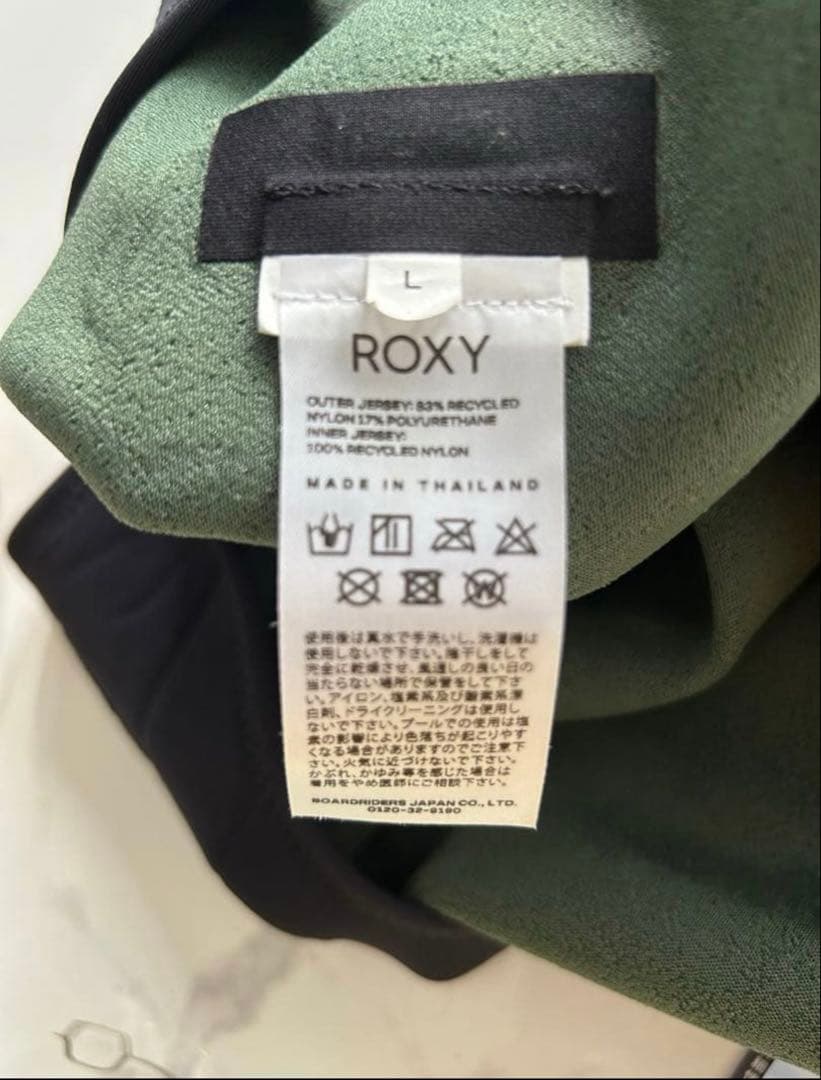 L
ROXY
OUTER JERSEY: 83% RECYCLED
NYLON 17% POLYURETHANE
INNER JERSEY:
100% RECYCLED NYLON
MADE IN THAILAND
W
使用後は真水で手洗いし、洗濯機は
使用しないで下さい。陰干しをして
完全に乾燥させ、風通しの良い日の
当たらない場所で保管をして下さ
い。アイロン、塩素系及び酸素系漂
白剤、ドライクリーニングは使用し
ないで下さい。プールでの使用は塩
素の影響により色落ちが起こりやす
くなる場合がありますのでご注意下
さい。火気に近づけないで下さい。
かぶれ、かゆみ等を感じた場合は
着用をやめ医師にご相談下さい。
BOARDRIDERS JAPAN CO., LTD.
0120-32-8190